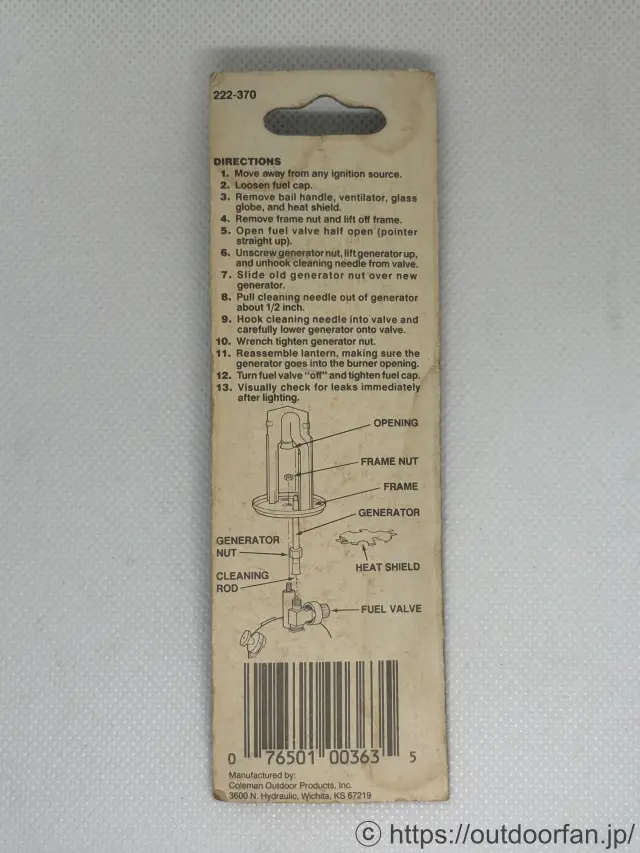 222-370
DIRECTIONS
1. Move away from any ignition source.
2. Loosen fuel cap.
3. Remove bail handle, ventilator, glass
globe, and heat shield.
4. Remove frame nut and lift off frame.
5. Open fuel valve half open (pointer
straight up).
6. Unscrew generator nut, lift generator up,
and unhook cleaning needle from valve.
7. Slide old generator nut over new
generator.
8. Pull cleaning needle out of generator
about 1/2 inch.
9. Hook cleaning needle into valve and
carefully lower generator onto valve.
10. Wrench tighten generator nut.
11. Reassemble lantern, making sure the
generator goes into the burner opening.
12. Turn fuel valve "off" and tighten fuel cap.
13. Visually check for leaks immediately
after lighting.
OPENING
FRAME NUT
FRAME
GENERATOR
GENERATOR
NUT
HEAT SHIELD
CLEANING
ROD
FUEL VALVE
0 76501 00363 5
Manufactured by:
Coleman Outdoor Products, Inc.
3600 N. Hydraulic, Wichita, KS 67219
© https://outdoorfan.jp/